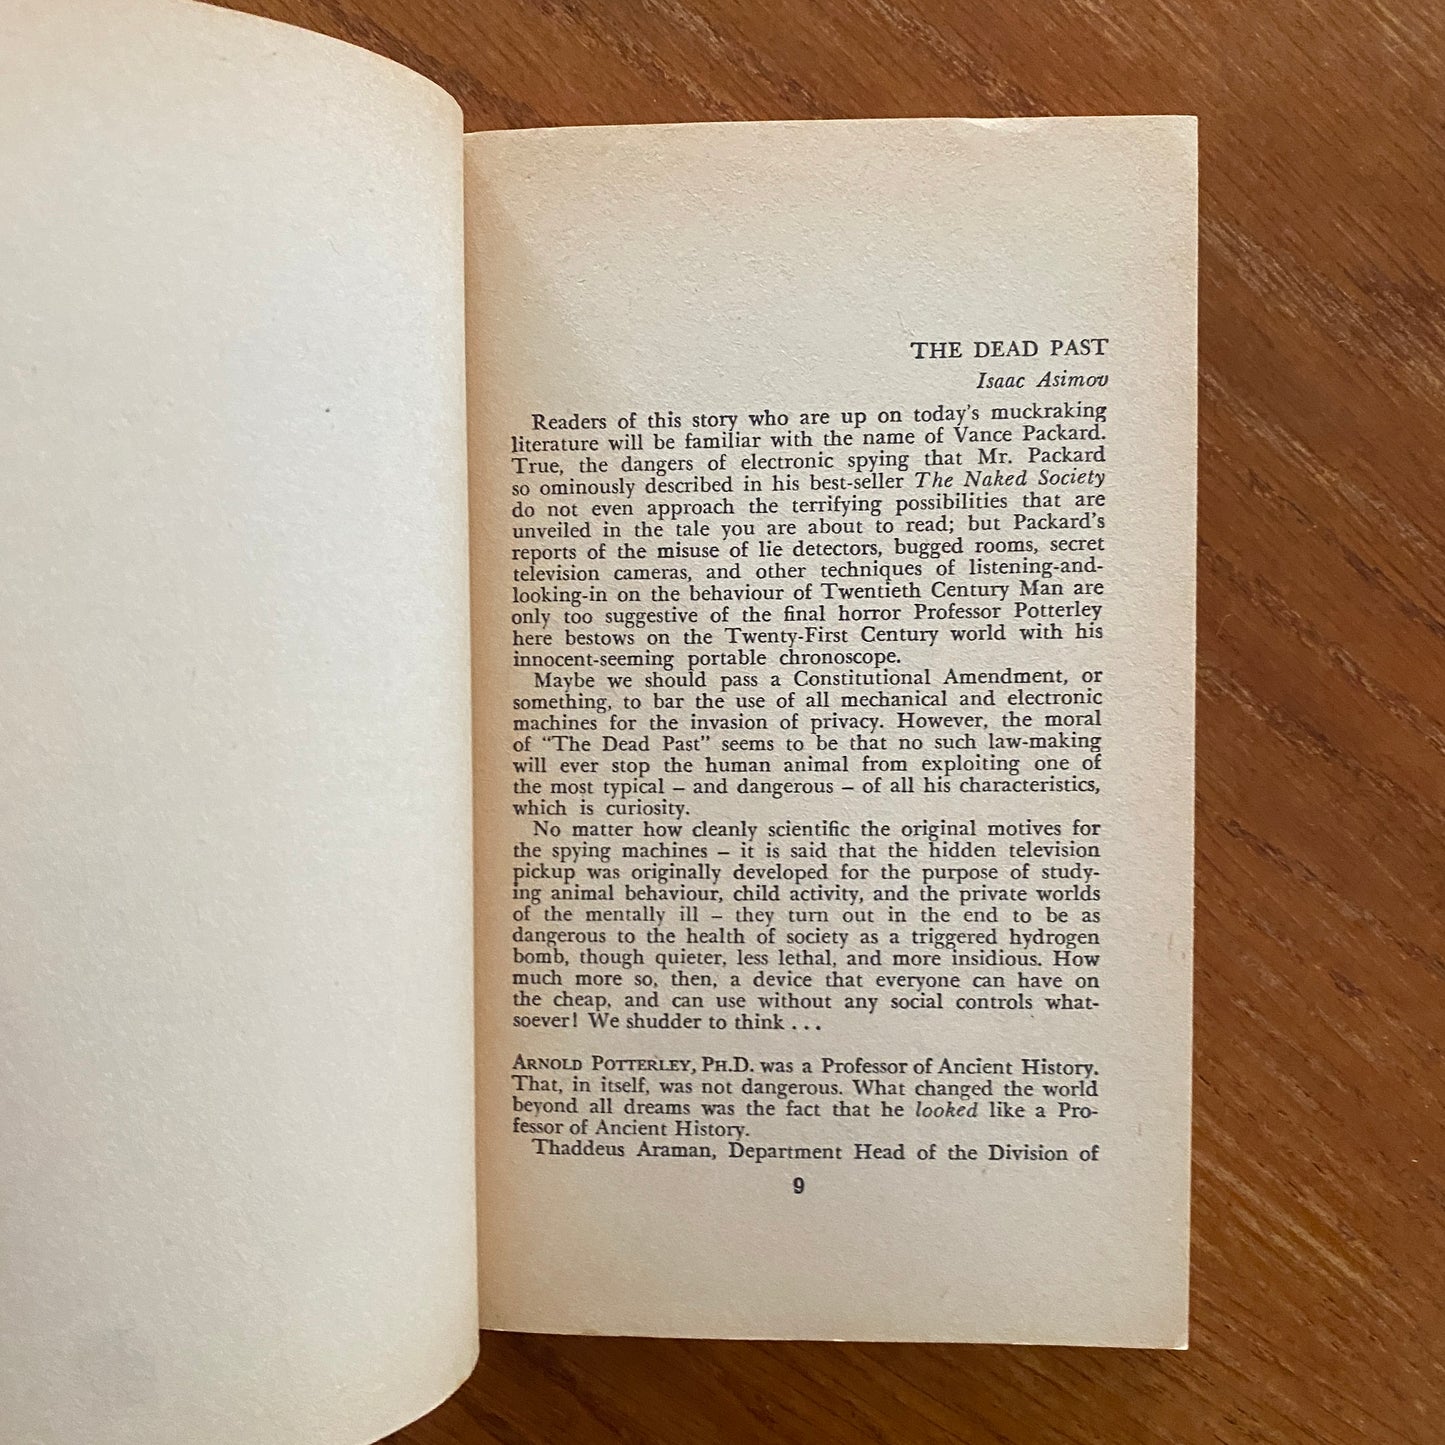 THE DEAD PAST
Isaac Asimov
Readers of this story who are up on today's muckraking
literature will be familiar with the name of Vance Packard.
True, the dangers of electronic spying that Mr. Packard
so ominously described in his best-seller The Naked Society
do not even approach the terrifying possibilities that are
unveiled in the tale you are about to read; but Packard's
reports of the misuse of lie detectors, bugged rooms, secret
television cameras, and other techniques of listening-and-
looking-in on the behaviour of Twentieth Century Man are
only too suggestive of the final horror Professor Potterley
here bestows on the Twenty-First Century world with his
innocent-seeming portable chronoscope.
Maybe we should pass a Constitutional Amendment, or
something, to bar the use of all mechanical and electronic
machines for the invasion of privacy. However, the moral
of "The Dead Past" seems to be that no such law-making
will ever stop the human animal from exploiting one of
the most typical – and dangerous – of all his characteristics,
which is curiosity.
No matter how cleanly scientific the original motives for
the spying machines – it is said that the hidden television
pickup was originally developed for the purpose of study-
ing animal behaviour, child activity, and the private worlds
of the mentally ill – they turn out in the end to be as
dangerous to the health of society as a triggered hydrogen
bomb, though quieter, less lethal, and more insidious. How
much more so, then, a device that everyone can have on
the cheap, and can use without any social controls what-
soever! We shudder to think...
ARNOLD POTTERLEY, PH.D. was a Professor of Ancient History.
That, in itself, was not dangerous. What changed the world
beyond all dreams was the fact that he looked like a Pro-
fessor of Ancient History.
Thaddeus Araman, Department Head of the Division of
9